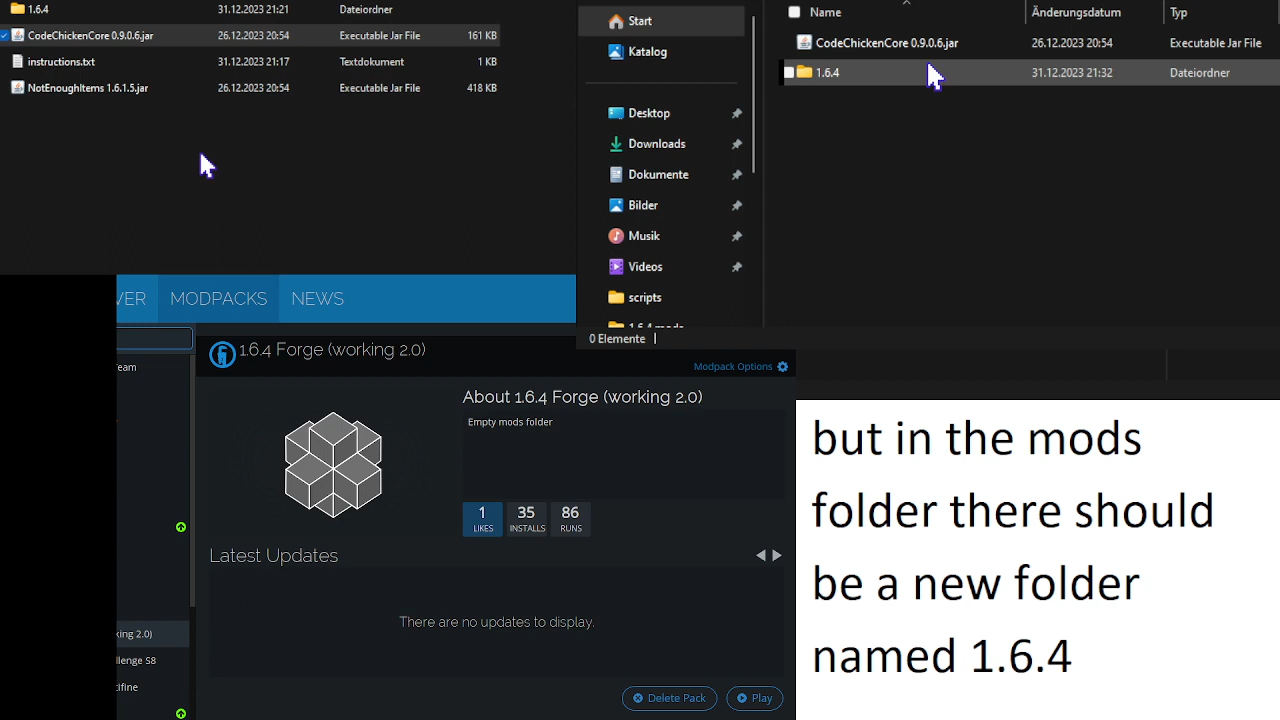 1.6.4 31.12.2023 21:21 Dateiordner
CodeChickenCore 0.9.0.6.jar 26.12.2023 20:54 Executable Jar File 161 KB
instructions.txt 31.12.2023 21:17 Textdokument 1 KB
NotEnoughItems 1.6.1.5.jar 26.12.2023 20:54 Executable Jar File 418 KB
Start
Katalog
Desktop
Downloads
Dokumente
Bilder
Musik
Videos
scripts
1.6.4 mods
0 Elemente
Name Änderungsdatum Typ
CodeChickenCore 0.9.0.6.jar 26.12.2023 20:54 Executable Jar File
1.6.4 31.12.2023 21:32 Dateiordner
VER MODPACKS NEWS
eam
king 2.0)
llenge S8
tifine
1.6.4 Forge (working 2.0)
Modpack Options
About 1.6.4 Forge (working 2.0)
Empty mods folder
1 35 86
LIKES INSTALLS RUNS
Latest Updates
There are no updates to display.
Delete Pack Play
but in the mods
folder there should
be a new folder
named 1.6.4